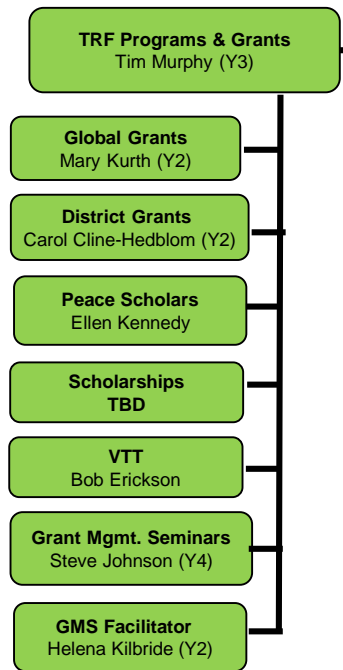 TRF Programs & Grants
Tim Murphy (Y3)
Global Grants
Mary Kurth (Y2)
District Grants
Carol Cline-Hedblom (Y2)
Peace Scholars
Ellen Kennedy
Scholarships
TBD
VTT
Bob Erickson
Grant Mgmt. Seminars
Steve Johnson (Y4)
GMS Facilitator
Helena Kilbride (Y2)